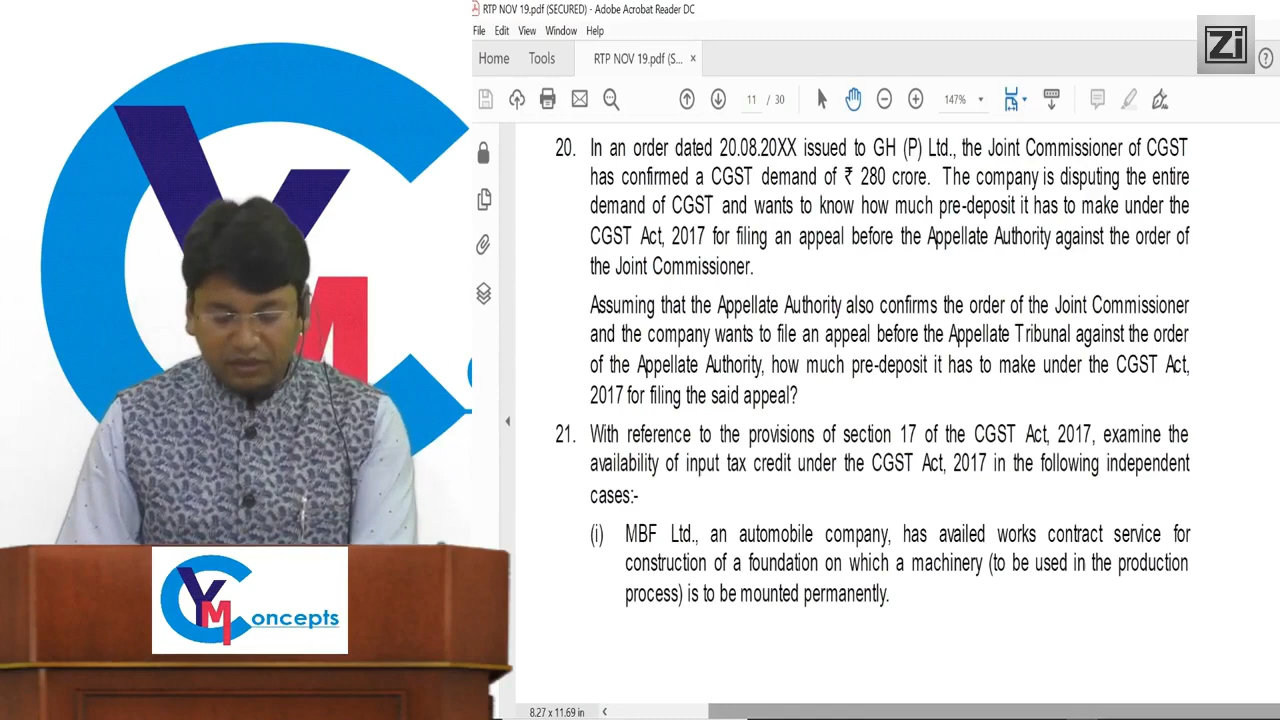 RTP NOV 19.pdf (SECURED) - Adobe Acrobat Reader DC
File Edit View Window Help
Home Tools RTP NOV 19.pdf (S... ×
11 / 30 147%
Zi
20. In an order dated 20.08.20XX issued to GH (P) Ltd., the Joint Commissioner of CGST
has confirmed a CGST demand of ₹ 280 crore. The company is disputing the entire
demand of CGST and wants to know how much pre-deposit it has to make under the
CGST Act, 2017 for filing an appeal before the Appellate Authority against the order of
the Joint Commissioner.
Assuming that the Appellate Authority also confirms the order of the Joint Commissioner
and the company wants to file an appeal before the Appellate Tribunal against the order
of the Appellate Authority, how much pre-deposit it has to make under the CGST Act,
2017 for filing the said appeal?
21. With reference to the provisions of section 17 of the CGST Act, 2017, examine the
availability of input tax credit under the CGST Act, 2017 in the following independent
cases:-
(i) MBF Ltd., an automobile company, has availed works contract service for
construction of a foundation on which a machinery (to be used in the production
process) is to be mounted permanently.
8.27 x 11.69 in
Y
M
C
YM
oncepts